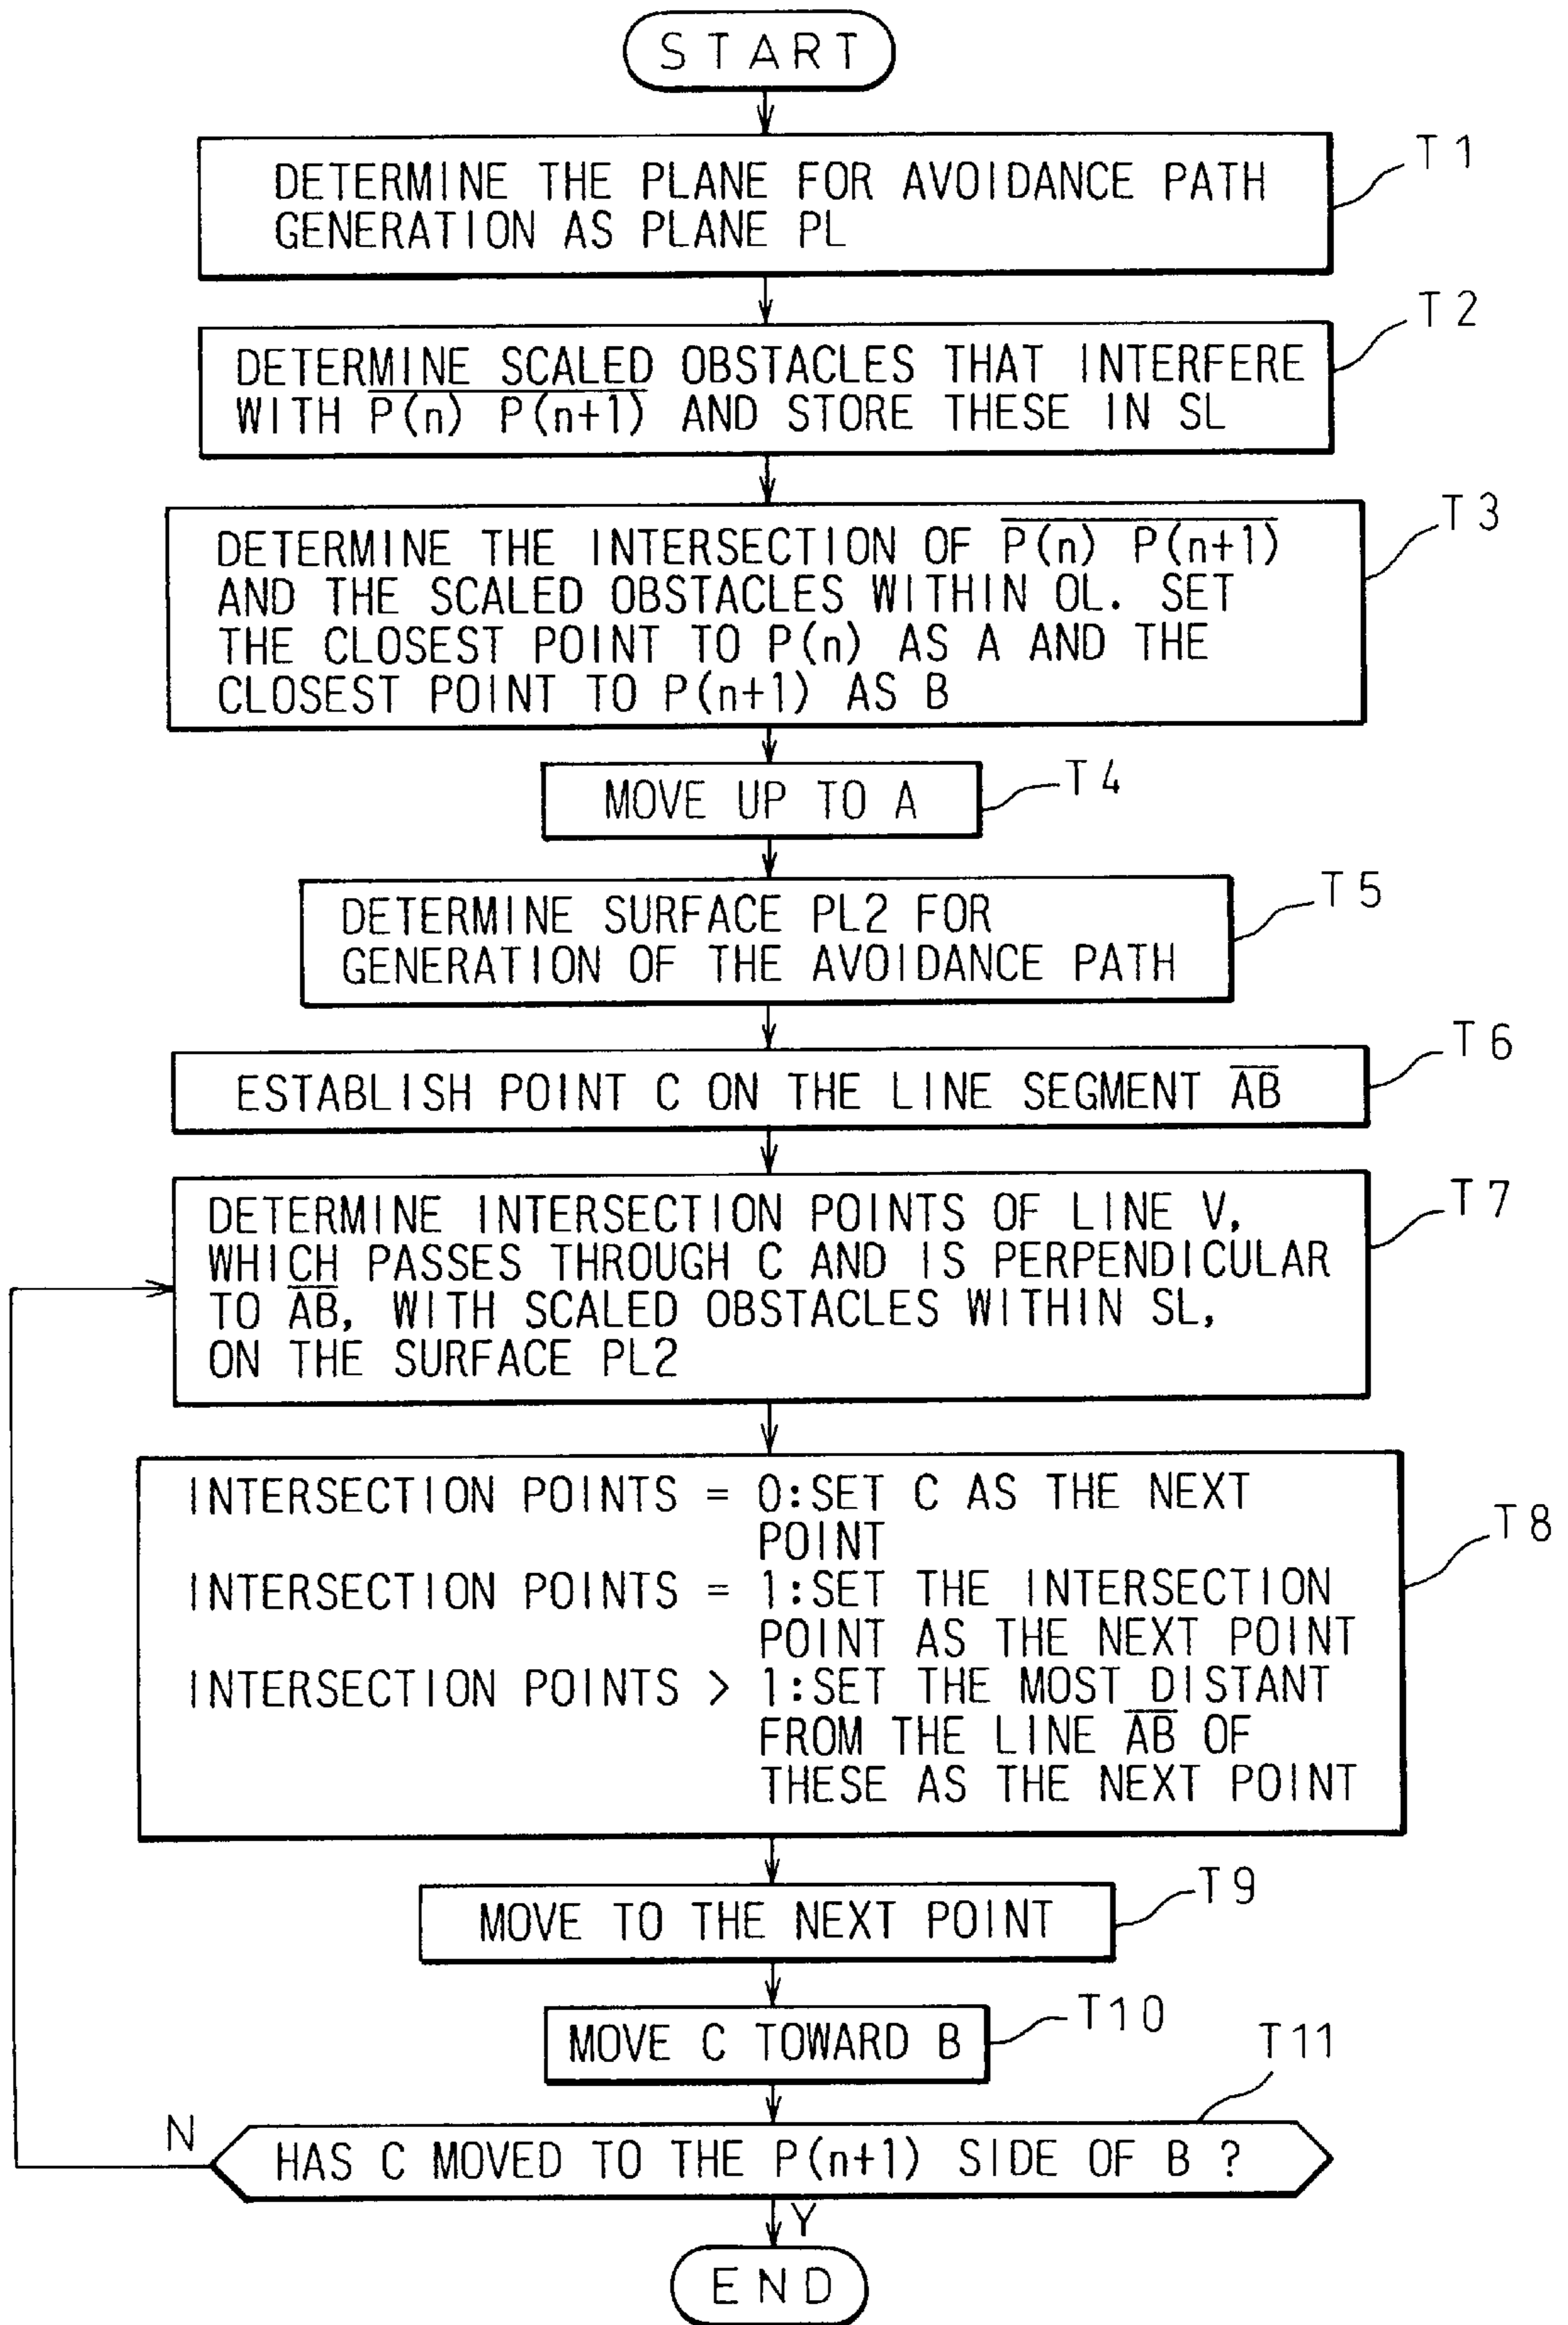 START
T1
DETERMINE THE PLANE FOR AVOIDANCE PATH
GENERATION AS PLANE PL
T2
DETERMINE SCALED OBSTACLES THAT INTERFERE
WITH P(n) P(n+1) AND STORE THESE IN SL
T3
DETERMINE THE INTERSECTION OF P(n) P(n+1)
AND THE SCALED OBSTACLES WITHIN OL. SET
THE CLOSEST POINT TO P(n) AS A AND THE
CLOSEST POINT TO P(n+1) AS B
T4
MOVE UP TO A
T5
DETERMINE SURFACE PL2 FOR
GENERATION OF THE AVOIDANCE PATH
T6
ESTABLISH POINT C ON THE LINE SEGMENT A̅B̅
T7
DETERMINE INTERSECTION POINTS OF LINE V,
WHICH PASSES THROUGH C AND IS PERPENDICULAR
TO A̅B̅, WITH SCALED OBSTACLES WITHIN SL,
ON THE SURFACE PL2
T8
INTERSECTION POINTS = 0:SET C AS THE NEXT
POINT
INTERSECTION POINTS = 1:SET THE INTERSECTION
POINT AS THE NEXT POINT
INTERSECTION POINTS > 1:SET THE MOST DISTANT
FROM THE LINE A̅B̅ OF
THESE AS THE NEXT POINT
T9
MOVE TO THE NEXT POINT
T10
MOVE C TOWARD B
T11
N
HAS C MOVED TO THE P(n+1) SIDE OF B ?
Y
END